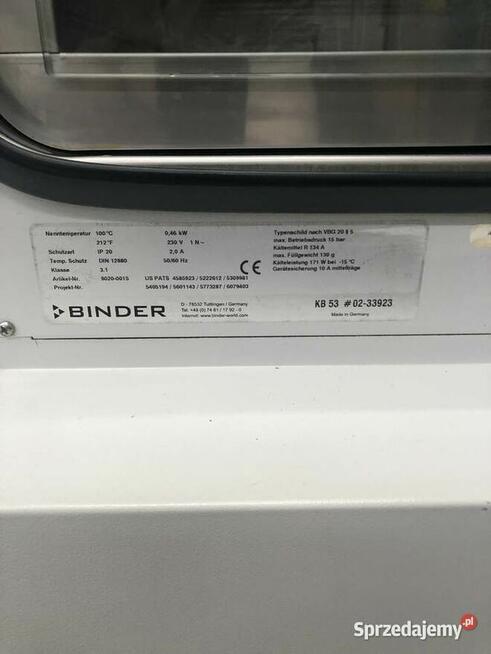 Nenntemperatur 100°C 0,46 kW
212°F 230 V 1 N~
Schutzart IP 20 2,0 A
Temp. Schutz DIN 12880 50/60 Hz
Klasse 3.1
Artikel-Nr. 9020-0015 US PATS 4585923 / 5222612 / 5309981
Projekt-Nr. 5405194 / 5601143 / 5773287 / 6079403
CE
Typenschild nach VBG 20 § 5
max. Betriebsdruck 15 bar
Kältemittel R 134 A
max. Füllgewicht 130 g
Kälteleistung 171 W bei -15 °C
Gerätesicherung 10 A mittelträge
BINDER
D - 78532 Tuttlingen / Germany
Tel. +49 (0) 74 61 / 17 92 - 0
Internet: www.binder-world.com
KB 53 #02-33923
Made in Germany
Sprzedajemy.pl